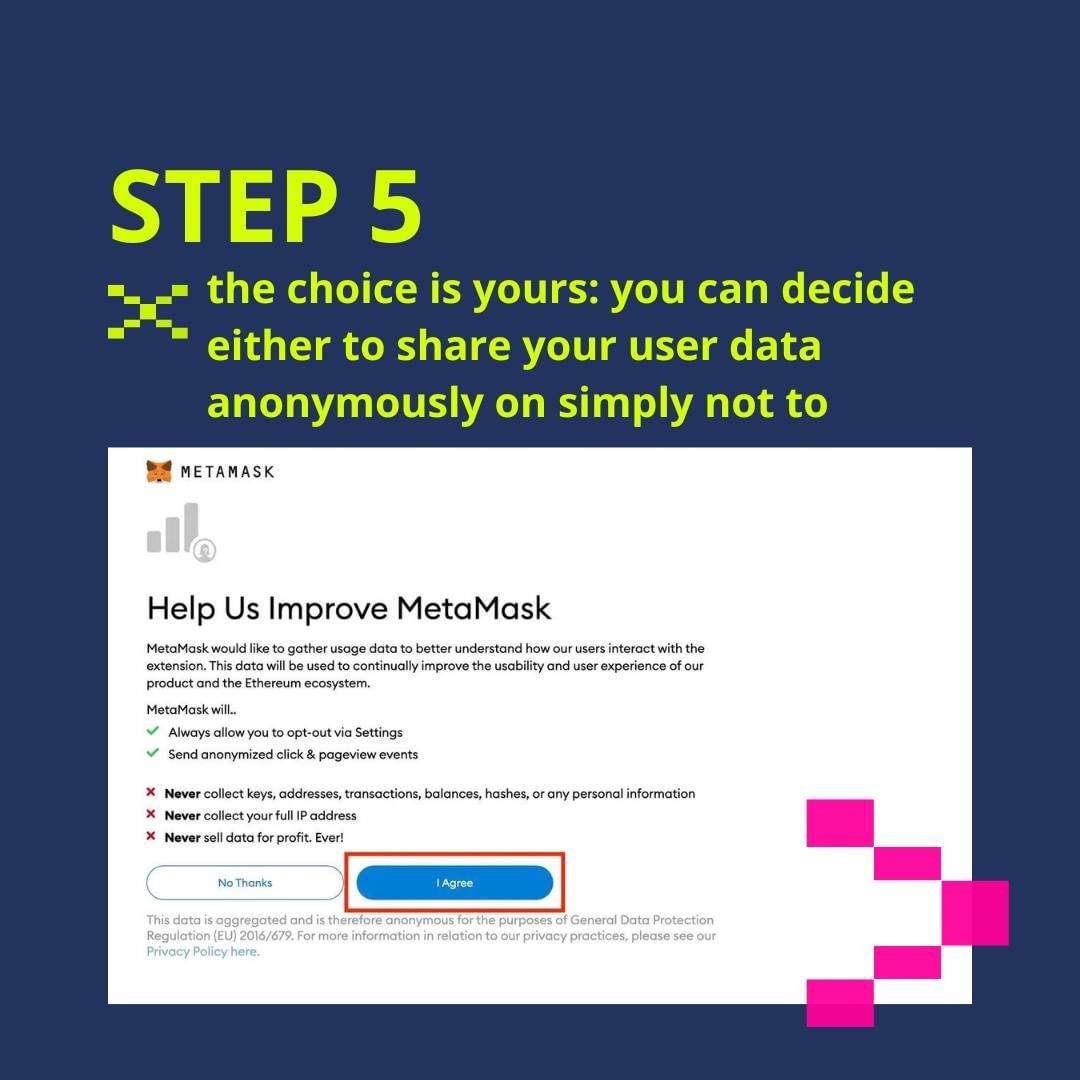 STEP 5
the choice is yours: you can decide
either to share your user data
anonymously on simply not to
METAMASK
Help Us Improve MetaMask
MetaMask would like to gather usage data to better understand how our users interact with the
extension. This data will be used to continually improve the usability and user experience of our
product and the Ethereum ecosystem.
MetaMask will..
Always allow you to opt-out via Settings
Send anonymized click & pageview events
Never collect keys, addresses, transactions, balances, hashes, or any personal information
Never collect your full IP address
Never sell data for profit. Ever!
No Thanks
I Agree
This data is aggregated and is therefore anonymous for the purposes of General Data Protection
Regulation (EU) 2016/679. For more information in relation to our privacy practices, please see our
Privacy Policy here.